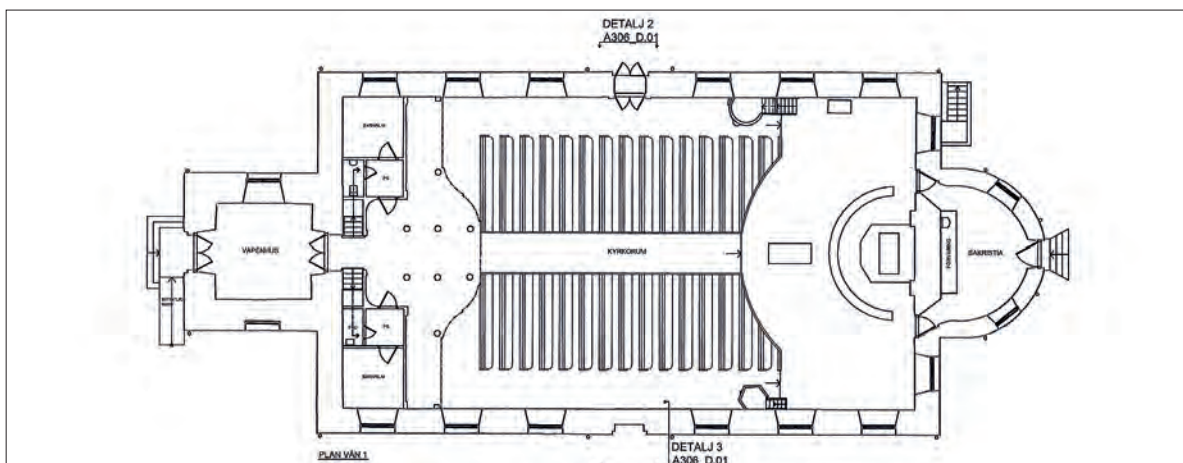 DETALJ 2
A306_D.01
VAPENHUS
KYRKORUM
SAKRISTIA
PLAN VÅN 1
DETALJ 3
A306_D.01